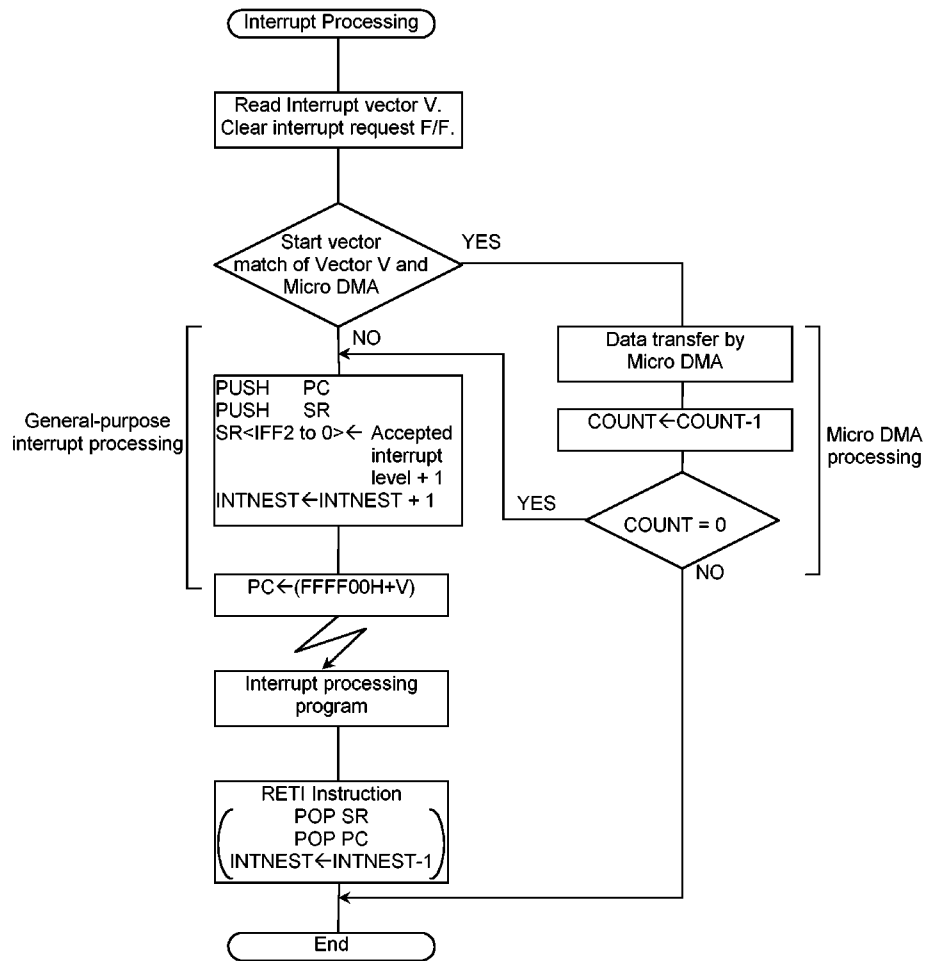 Interrupt Processing
Read Interrupt vector V.
Clear interrupt request F/F.
Start vector
match of Vector V and
Micro DMA
YES
NO
General-purpose
interrupt processing
PUSH PC
PUSH SR
SR<IFF2 to 0>← Accepted
interrupt
level + 1
INTNEST←INTNEST + 1
PC←(FFFF00H+V)
Data transfer by
Micro DMA
COUNT←COUNT-1
Micro DMA
processing
YES
COUNT = 0
NO
Interrupt processing
program
RETI Instruction
POP SR
POP PC
INTNEST←INTNEST-1
End